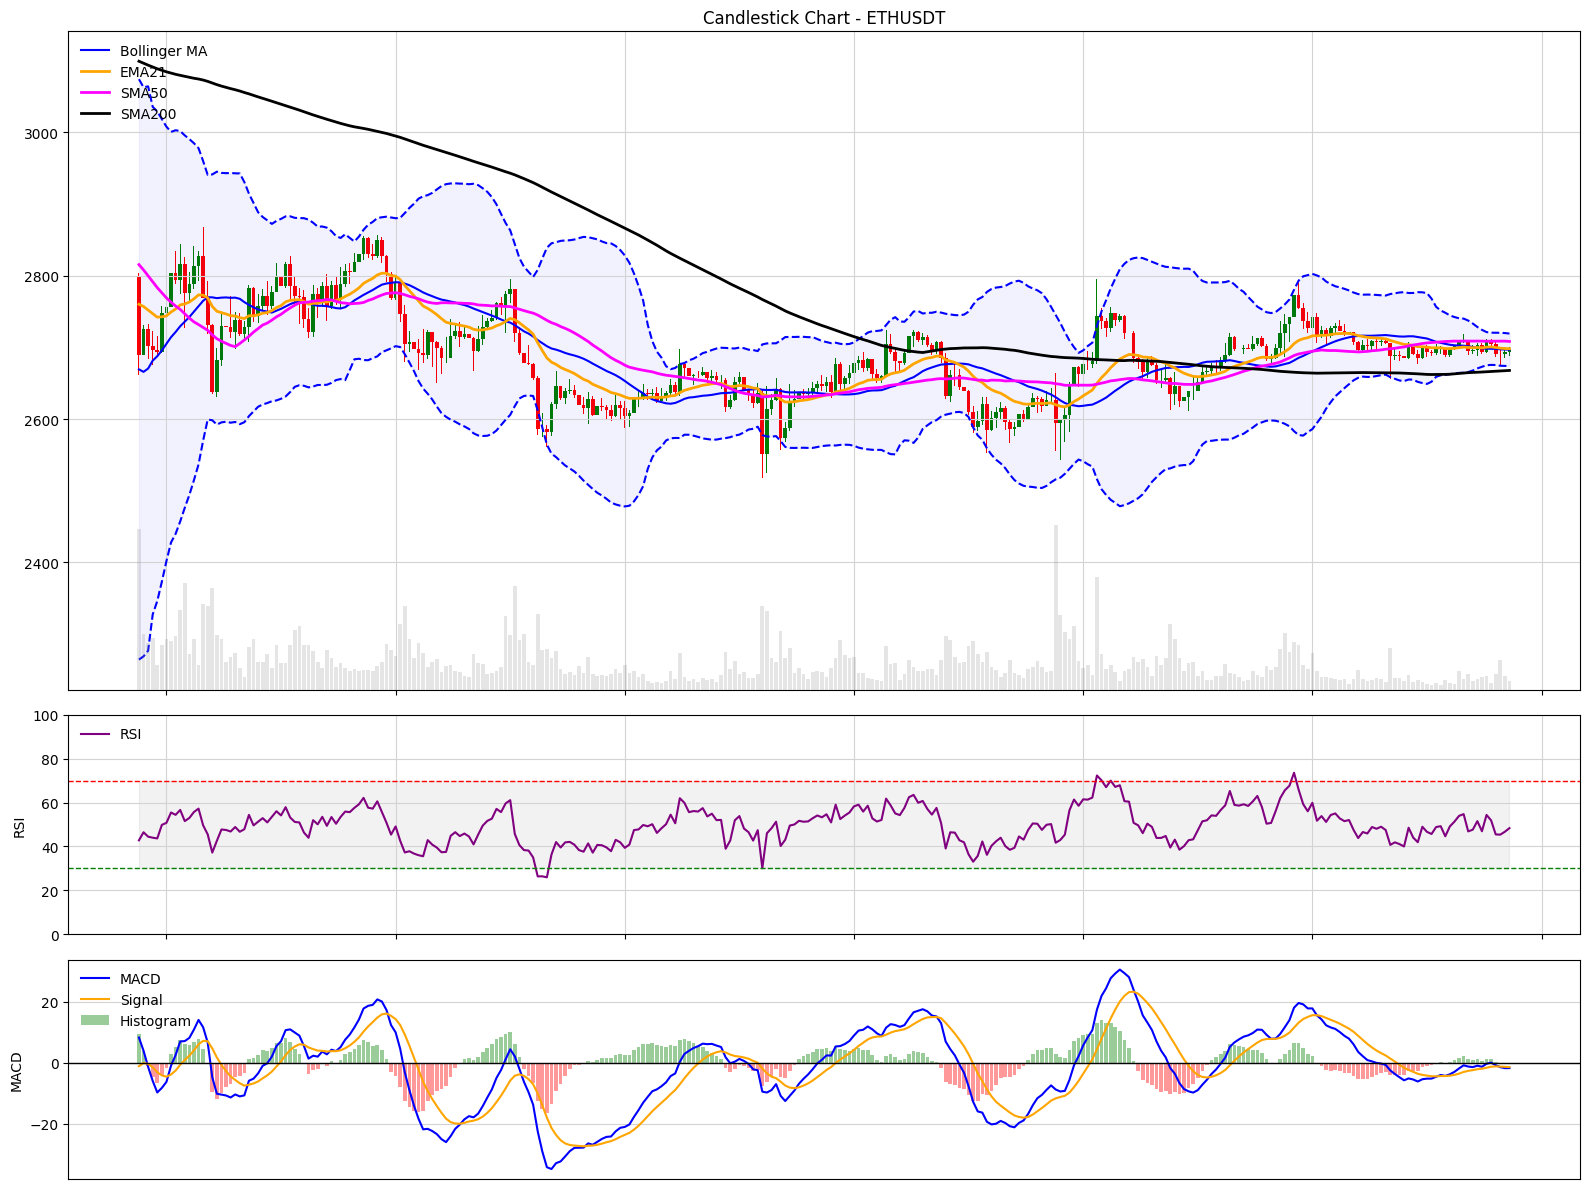 Candlestick Chart - ETHUSDT
Bollinger MA
EMA21
SMA50
SMA200
3000
2800
2600
2400
100
RSI
80
60
RSI
40
20
0
MACD
Signal
20
Histogram
0
MACD
−20